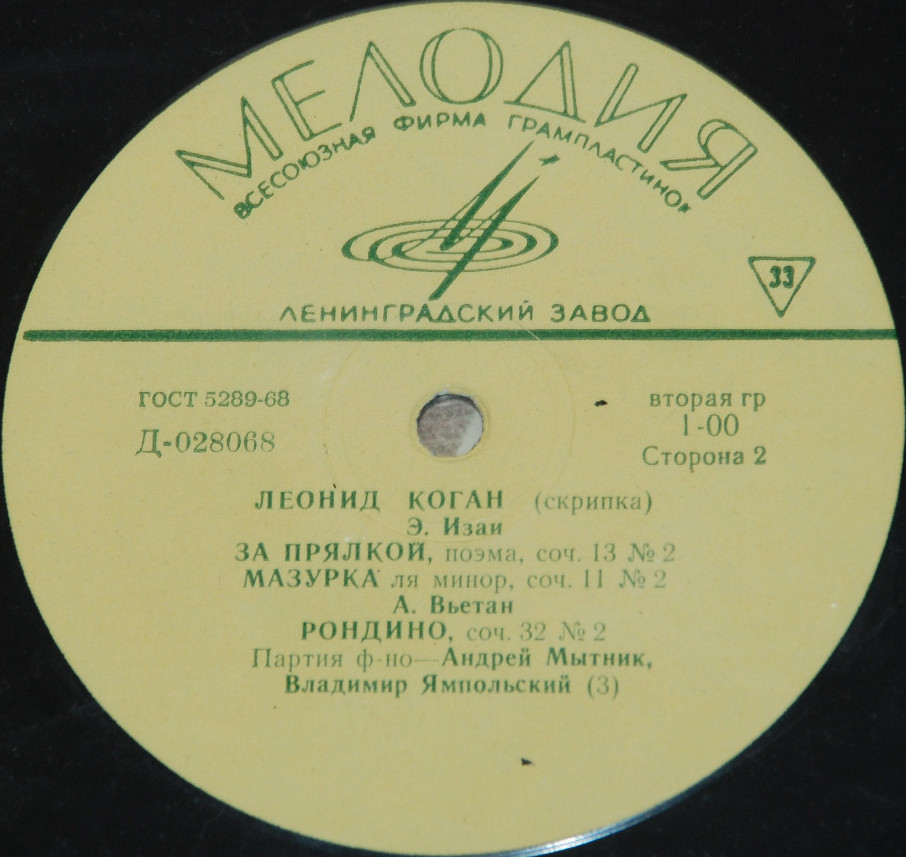 МЕЛОДИЯ
ВСЕСОЮЗНАЯ ФИРМА ГРАМПЛАСТИНОК
33
ЛЕНИНГРАДСКИЙ ЗАВОД
ГОСТ 5289-68
вторая гр
Д-028068
1-00
Сторона 2
ЛЕОНИД КОГАН (скрипка)
Э. Изаи
ЗА ПРЯЛКОЙ, поэма, соч. 13 № 2
МАЗУРКА ля минор, соч. 11 № 2
А. Вьетан
РОНДИНО, соч. 32 № 2
Партия ф-но—Андрей Мытник,
Владимир Ямпольский (3)